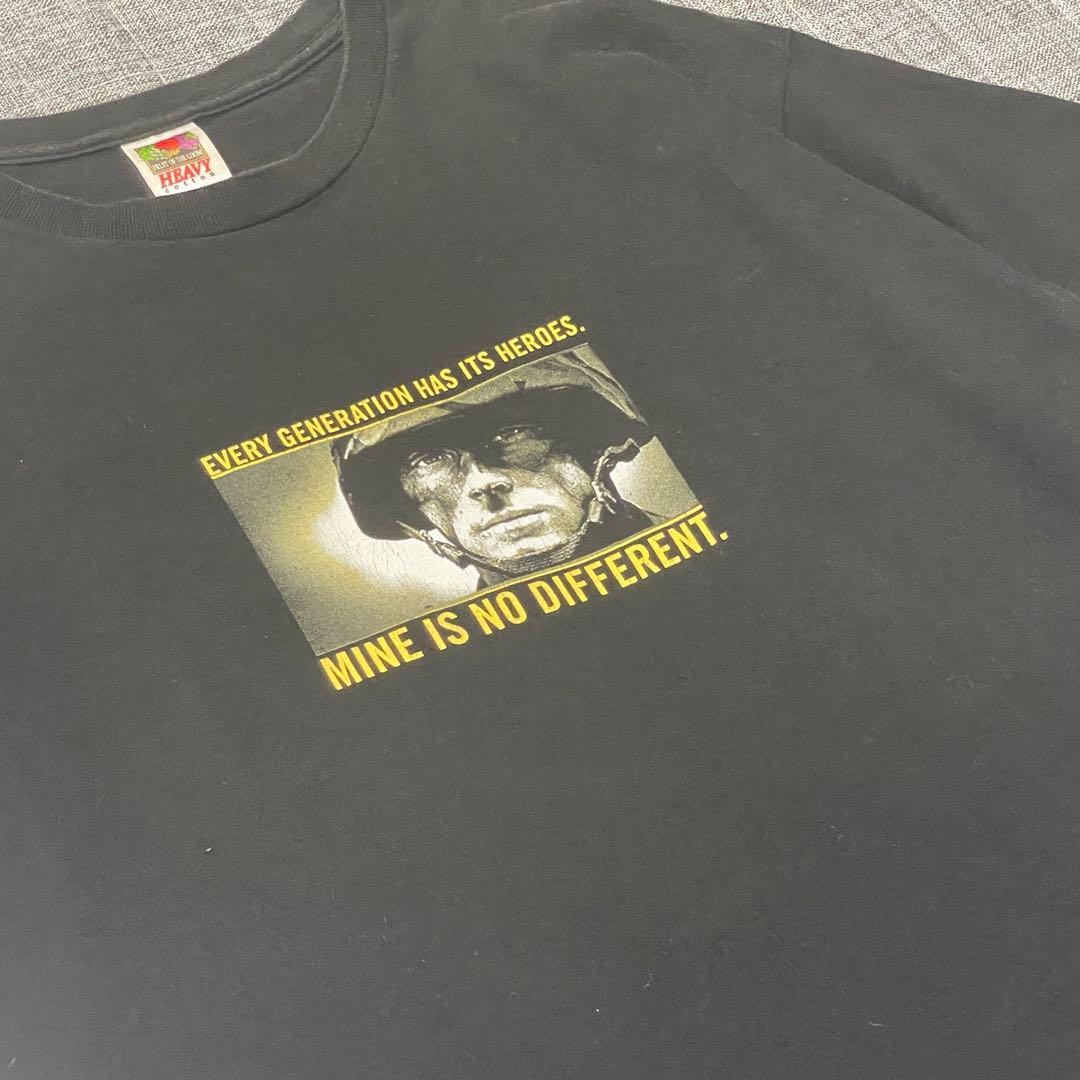 FRUIT OF THE LOOM
HEAVY
cotton
EVERY GENERATION HAS ITS HEROES.
MINE IS NO DIFFERENT.